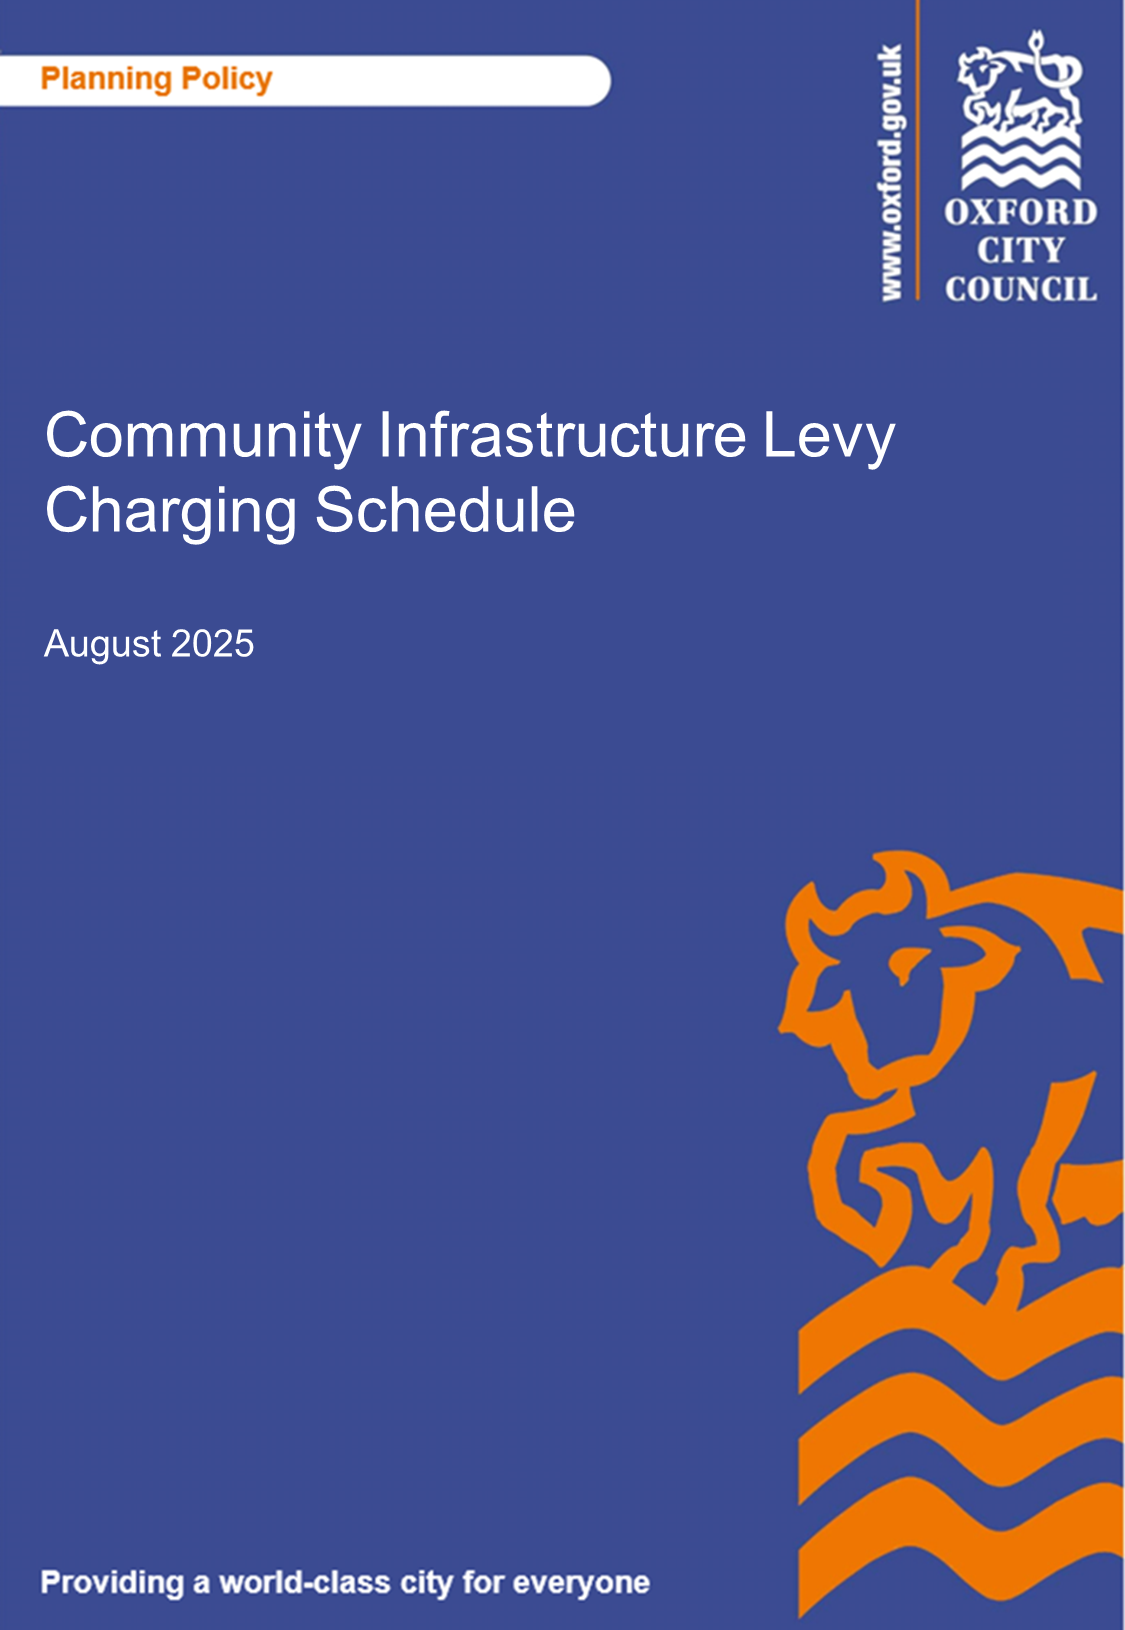 Planning Policy
www.oxford.gov.uk
OXFORD
CITY
COUNCIL
Community Infrastructure Levy
Charging Schedule
August 2025
Providing a world-class city for everyone